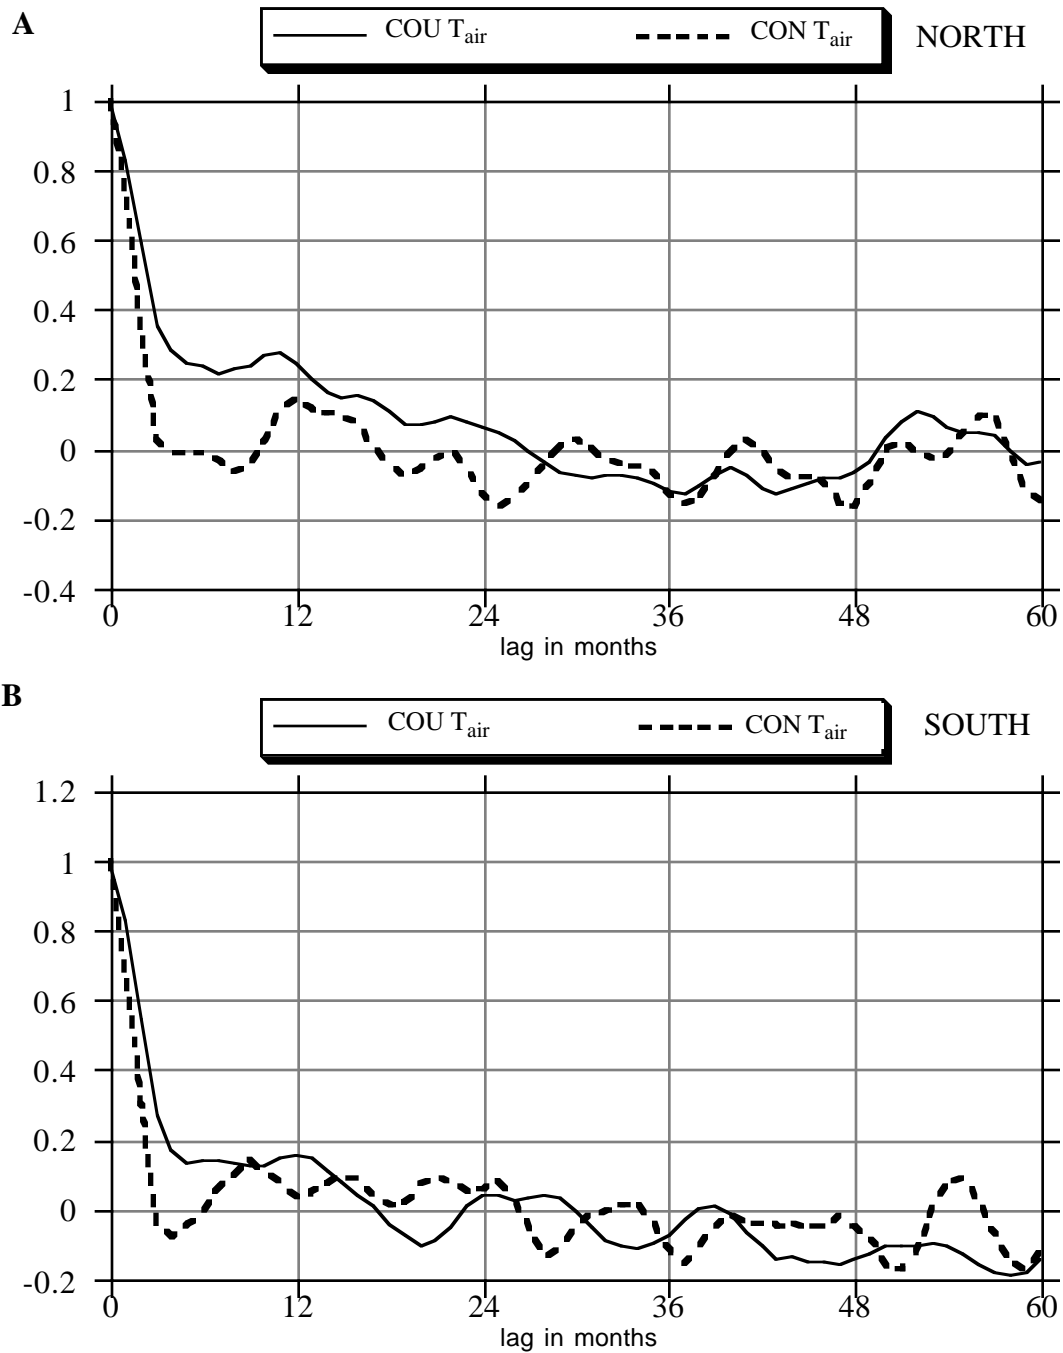 A
COU Tair CON Tair NORTH
1
0.8
0.6
0.4
0.2
0
-0.2
-0.4
0 12 24 36 48 60
lag in months
B
COU Tair CON Tair SOUTH
1.2
1
0.8
0.6
0.4
0.2
0
-0.2
0 12 24 36 48 60
lag in months